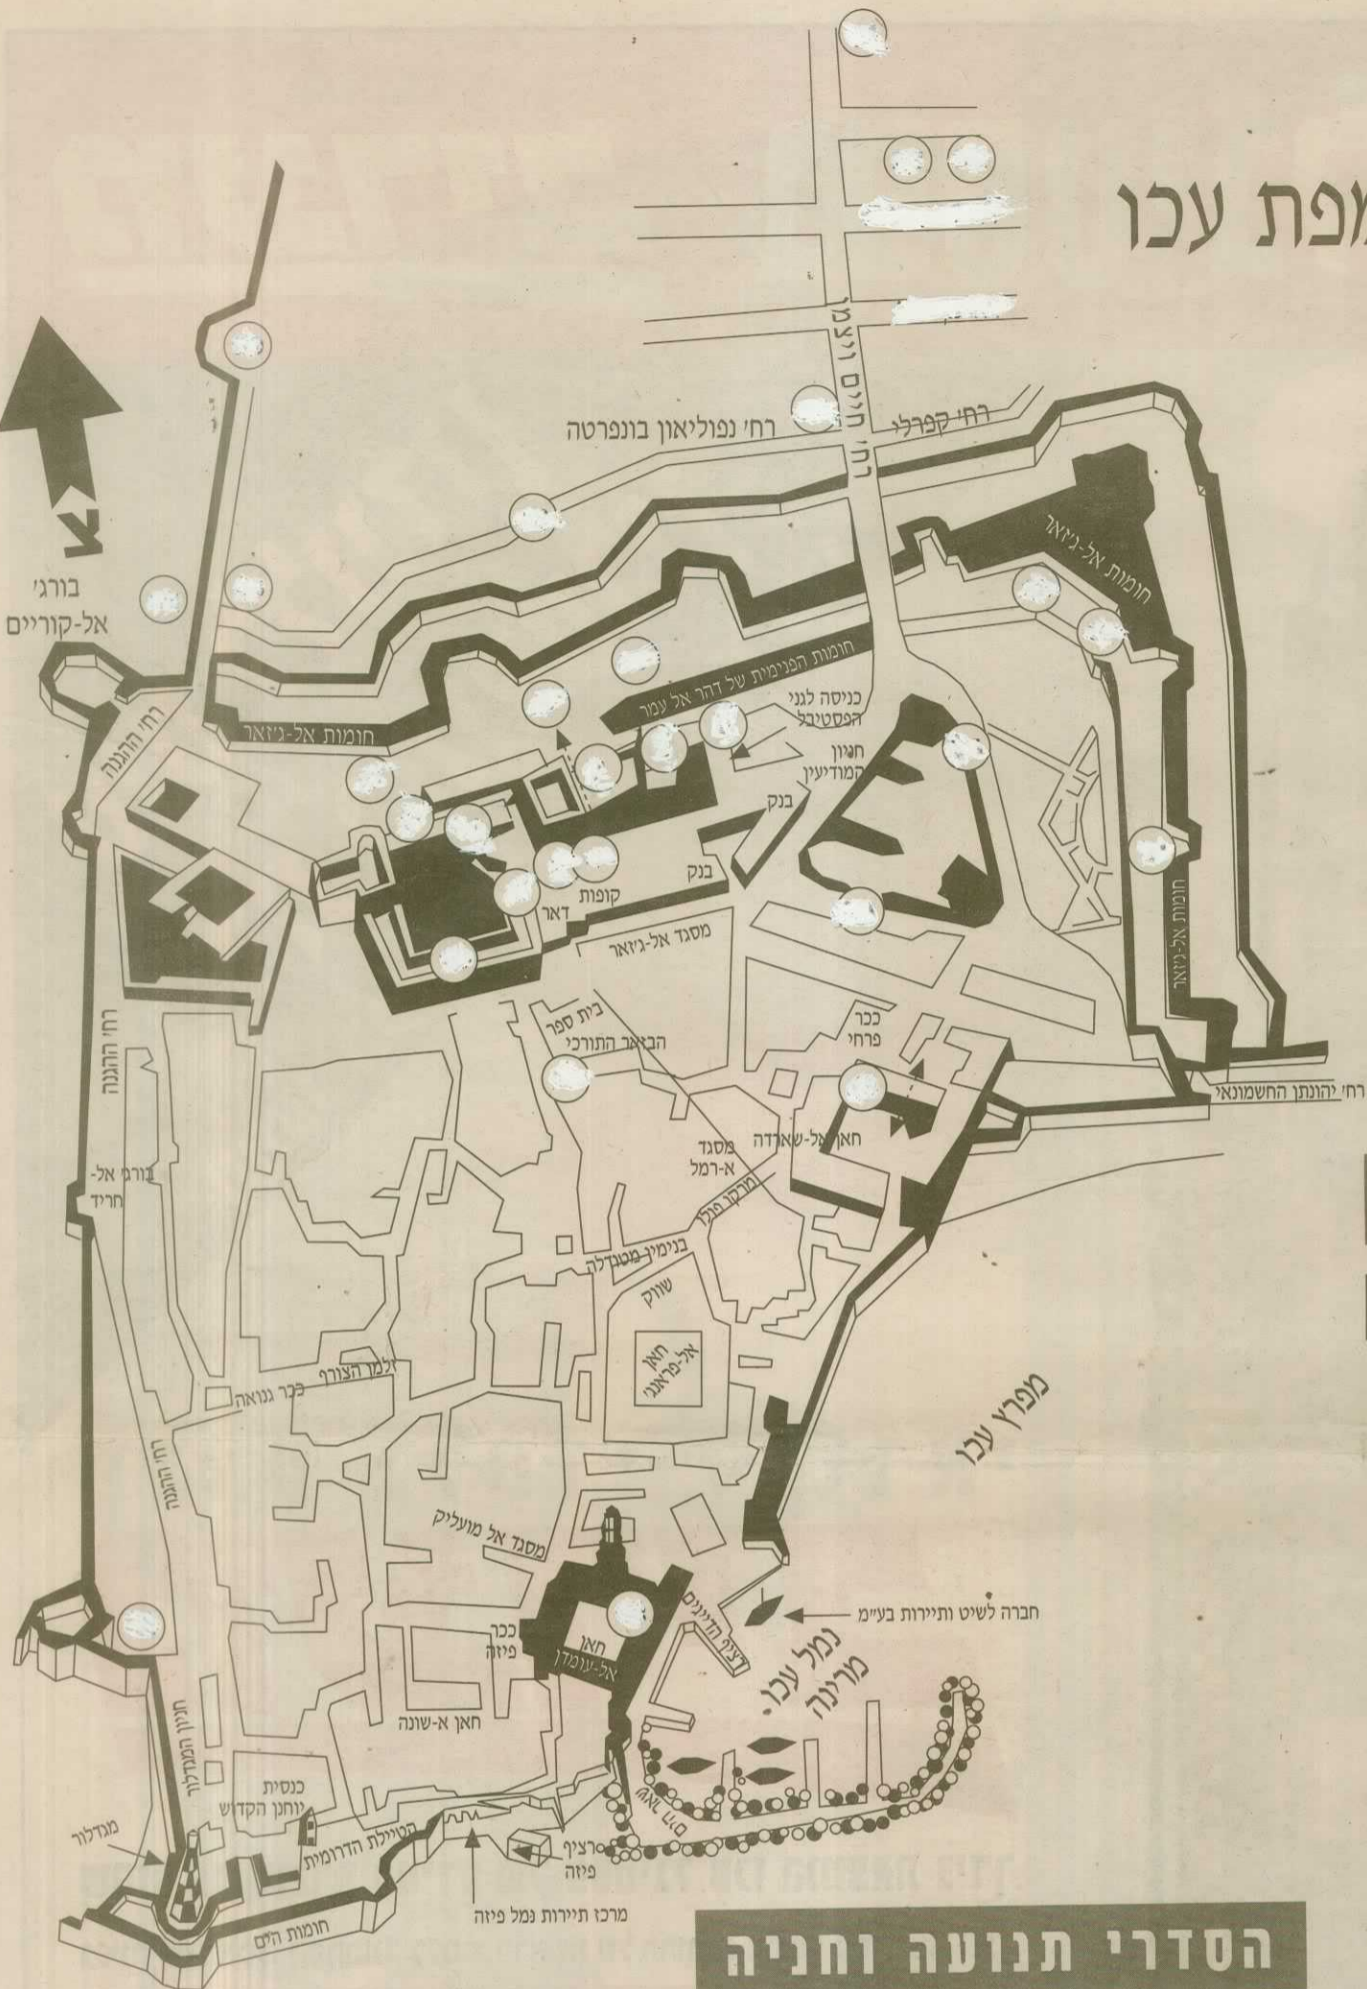 מפת עכו
רח׳ חיים ויצמן
רח׳ קפרלי
רח׳ נפוליאון בונפרטה
חומות אל-ג׳זאר
צ
בורג׳
אל-קוריים
רח׳ ההגנה
חומות אל-ג׳זאר
חומות הפנימית של דהר אל עמר
כניסה לגני
הפסטיבל
חניון
המודיעין
בנק
בנק
קופות
דאר
מסגד אל-ג׳זאר
חומות אל-ג׳זאר
בית ספר
הבזאר התורכי
ככר
פרחי
רח׳ יהונתן החשמונאי
רח׳ ההגנה
חאן אל-שוארדה
מסגד
א-רמל
מרקו פולו
בורג׳ אל-
חריד
בנימין מטודלה
שווק
חאן
אל-פראנג׳
זלמן הצורף
ככר גנואה
מפרץ עכו
רח׳ ההגנה
מסגד אל מועליק
רציף הדייגים
חברה לשיט ותיירות בע״מ
נמל עכו
מרינה
ככר
פיזה
חאן
אל-עומדן
חאן א-שונה
חניון המגדלור
כנסית
יוחנן הקדוש
הטיילת הדרומית
מגדלור
רציף
פיזה
מרכז תיירות נמל פיזה
חומות הים
הסדרי תנועה וחניה